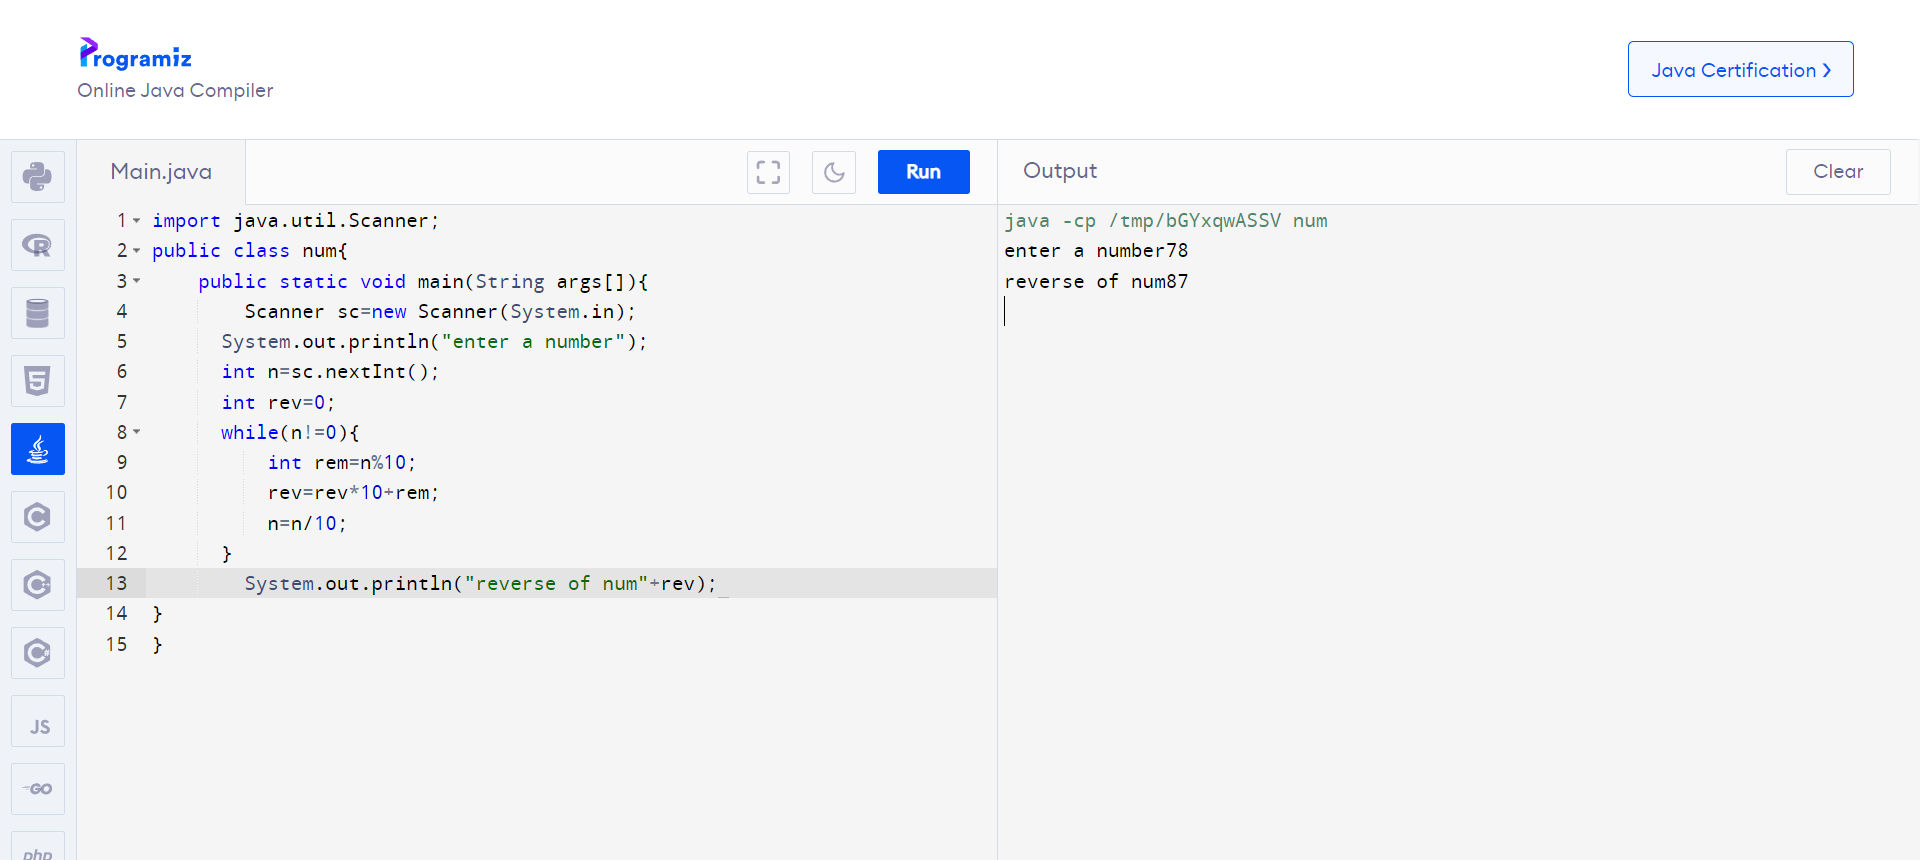 Programiz
Online Java Compiler
Java Certification ❯
Main.java
Run
Output
Clear
1 import java.util.Scanner;
2 public class num{
3     public static void main(String args[]){
4         Scanner sc=new Scanner(System.in);
5       System.out.println("enter a number");
6       int n=sc.nextInt();
7       int rev=0;
8       while(n!=0){
9           int rem=n%10;
10           rev=rev*10+rem;
11           n=n/10;
12       }
13         System.out.println("reverse of num"+rev);
14 }
15 }
java -cp /tmp/bGYxqwASSV num
enter a number78
reverse of num87
R
5
C
C++
C#
JS
GO
php